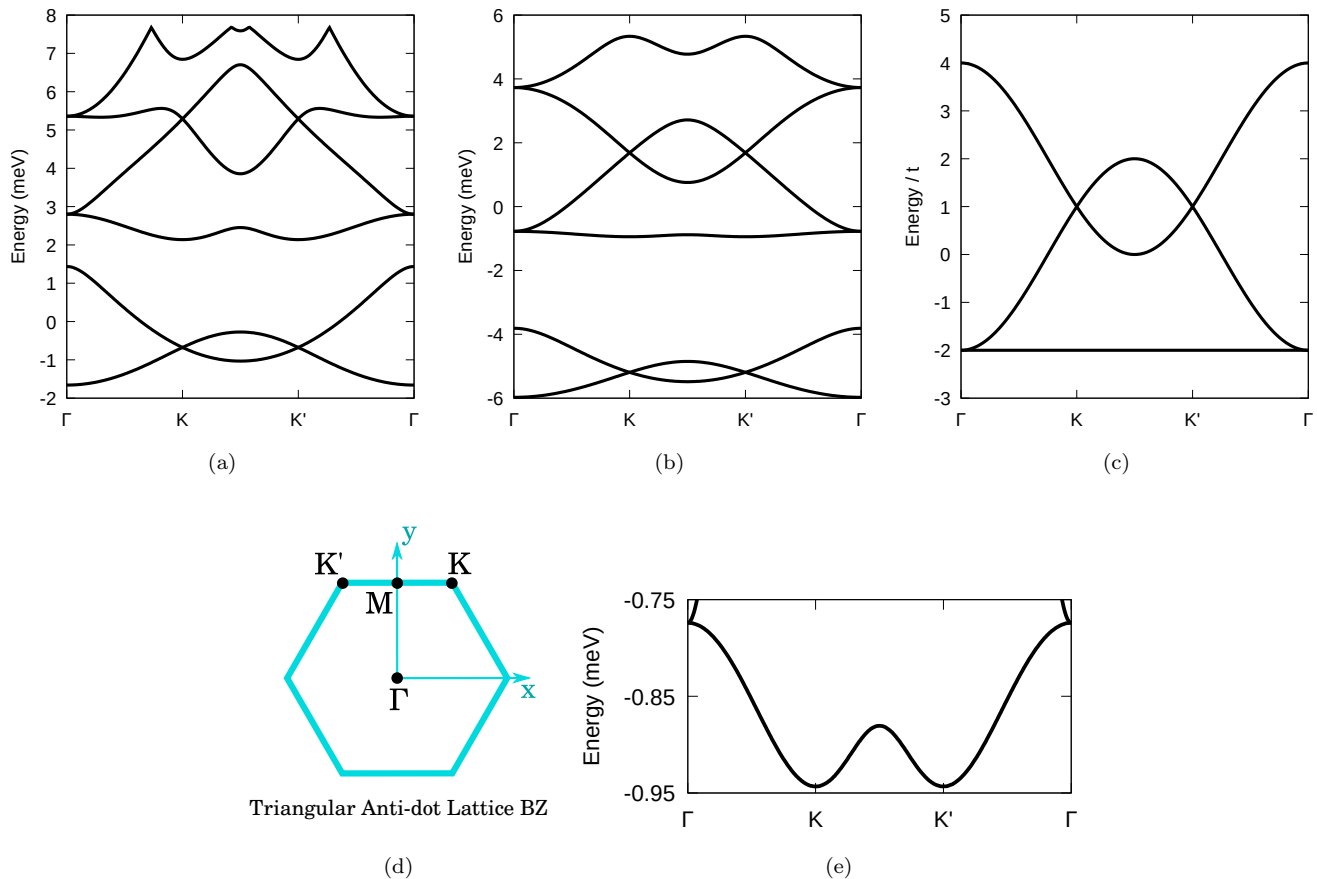 8
7
6
5
4
3
2
1
0
-1
-2
Energy (meV)
Γ K K' Γ
(a)
6
4
2
0
-2
-4
-6
Energy (meV)
Γ K K' Γ
(b)
5
4
3
2
1
0
-1
-2
-3
Energy / t
Γ K K' Γ
(c)
y
K' K
M
Γ
x
Triangular Anti-dot Lattice BZ
(d)
-0.75
-0.85
-0.95
Energy (meV)
Γ K K' Γ
(e)